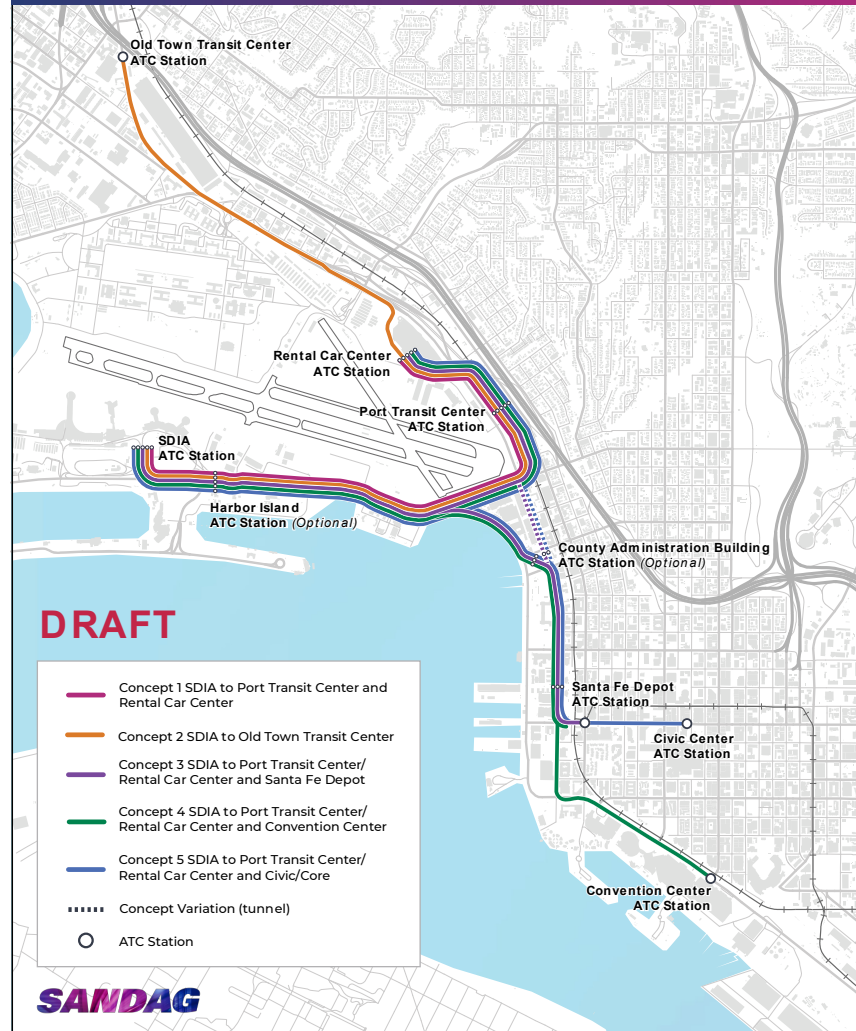 Old Town Transit Center
ATC Station
Rental Car Center
ATC Station
Port Transit Center
ATC Station
SDIA
ATC Station
Harbor Island
ATC Station (Optional)
County Administration Building
ATC Station (Optional)
DRAFT
Santa Fe Depot
ATC Station
Civic Center
ATC Station
Convention Center
ATC Station
Concept 1 SDIA to Port Transit Center and
Rental Car Center
Concept 2 SDIA to Old Town Transit Center
Concept 3 SDIA to Port Transit Center/
Rental Car Center and Santa Fe Depot
Concept 4 SDIA to Port Transit Center/
Rental Car Center and Convention Center
Concept 5 SDIA to Port Transit Center/
Rental Car Center and Civic/Core
Concept Variation (tunnel)
ATC Station
SANDAG